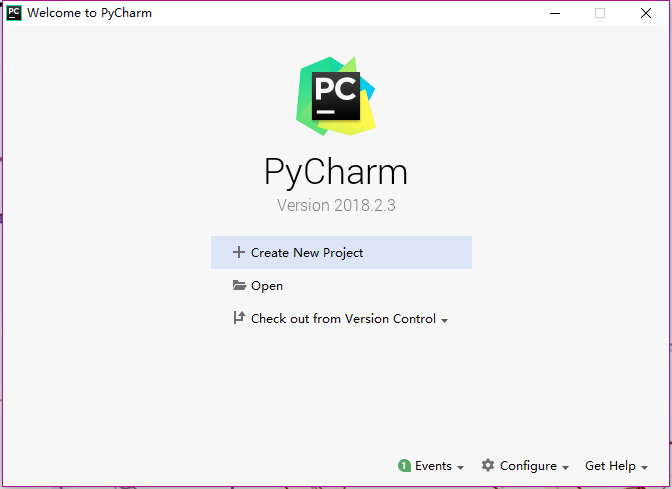 PC
Welcome to PyCharm
PC
PyCharm
Version 2018.2.3
Create New Project
Open
Check out from Version Control
1 Events
Configure
Get Help